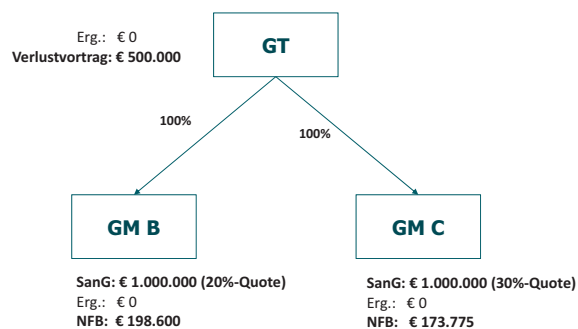 Erg.: € 0
Verlustvortrag: € 500.000
GT
100%
100%
GM B
GM C
SanG: € 1.000.000 (20%-Quote)
Erg.: € 0
NFB: € 198.600
SanG: € 1.000.000 (30%-Quote)
Erg.: € 0
NFB: € 173.775